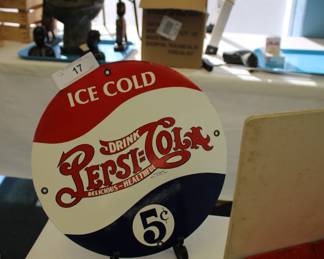 17
ICE COLD
DRINK
PEPSI=COLA
DELICIOUS-HEALTHFUL
5¢